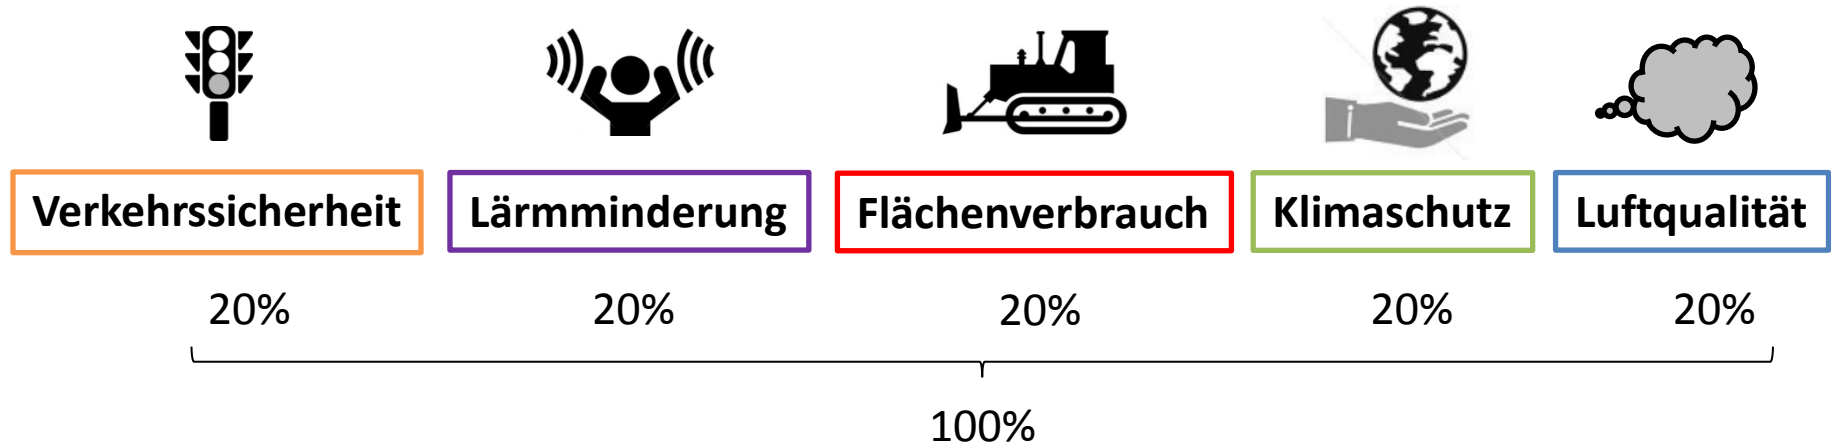 Verkehrssicherheit Lärmminderung Flächenverbrauch Klimaschutz Luftqualität
20% 20% 20% 20% 20%
100%